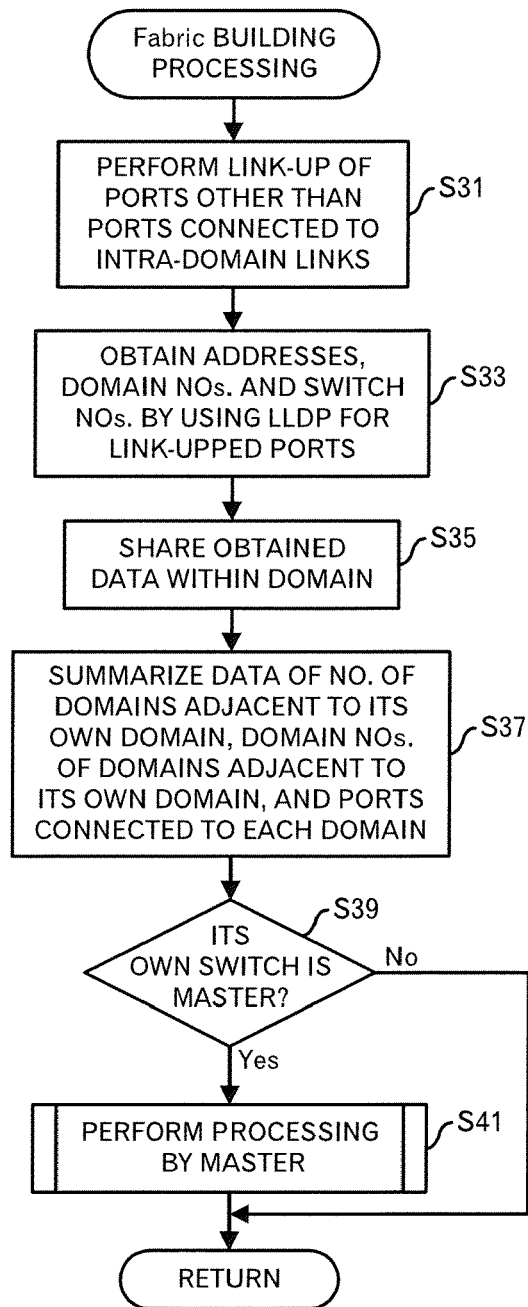 Fabric BUILDING
PROCESSING
PERFORM LINK-UP OF
PORTS OTHER THAN
PORTS CONNECTED TO
INTRA-DOMAIN LINKS
S31
OBTAIN ADDRESSES,
DOMAIN NOs. AND SWITCH
NOs. BY USING LLDP FOR
LINK-UPPED PORTS
S33
SHARE OBTAINED
DATA WITHIN DOMAIN
S35
SUMMARIZE DATA OF NO. OF
DOMAINS ADJACENT TO ITS
OWN DOMAIN, DOMAIN NOs.
OF DOMAINS ADJACENT TO
ITS OWN DOMAIN, AND PORTS
CONNECTED TO EACH DOMAIN
S37
S39
ITS
OWN SWITCH IS
MASTER?
No
Yes
PERFORM PROCESSING
BY MASTER
S41
RETURN